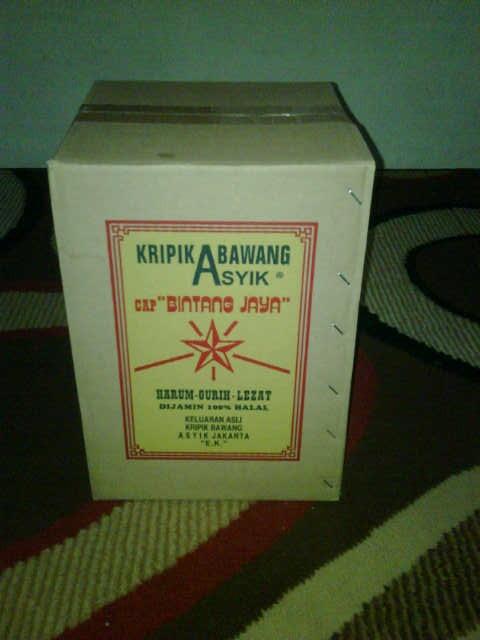 KRIPIK BAWANG
ASYIK ®
CAP "BINTANG JAYA"
HARUM-GURIH-LEZAT
DIJAMIN 100% HALAL
KELUARAN ASLI
KRIPIK BAWANG
ASYIK JAKARTA
"E.K."